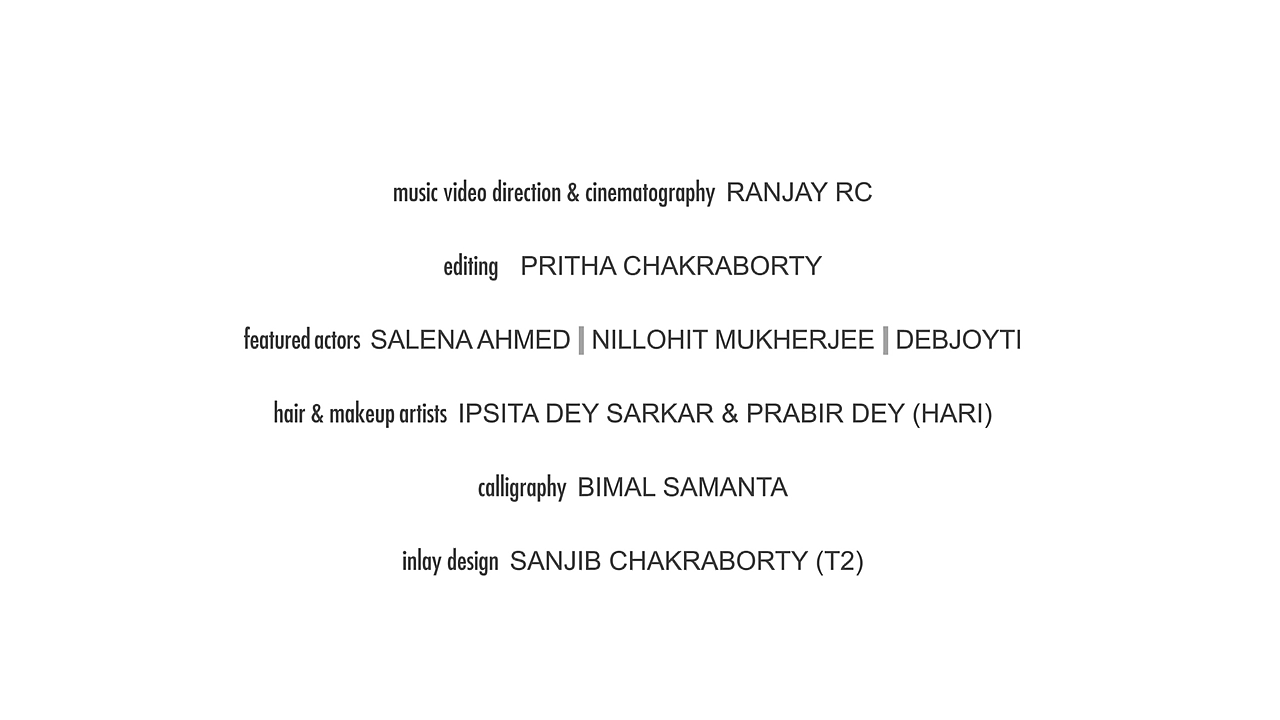 music video direction & cinematography RANJAY RC
editing PRITHA CHAKRABORTY
featured actors SALENA AHMED | NILLOHIT MUKHERJEE | DEBJOYTI
hair & makeup artists IPSITA DEY SARKAR & PRABIR DEY (HARI)
calligraphy BIMAL SAMANTA
inlay design SANJIB CHAKRABORTY (T2)